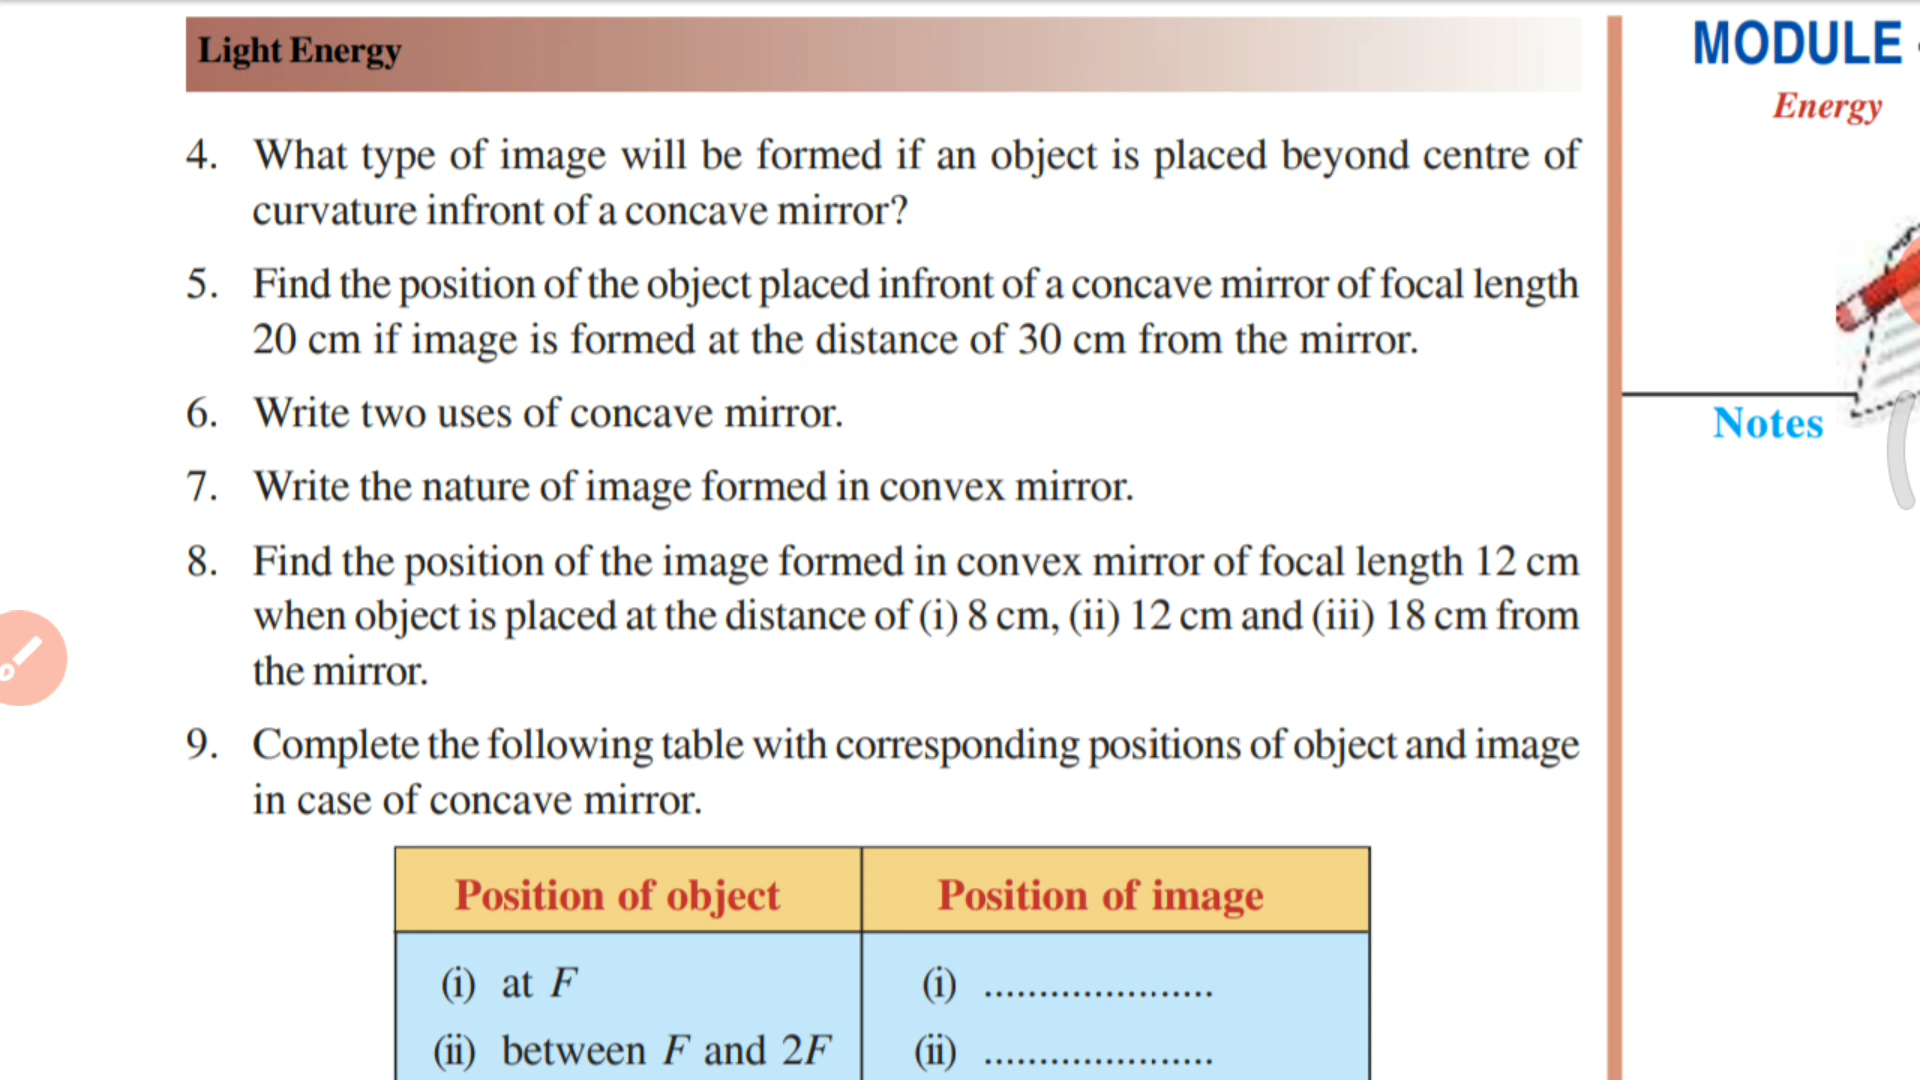 Light Energy
MODULE -
Energy
4. What type of image will be formed if an object is placed beyond centre of
curvature infront of a concave mirror?
5. Find the position of the object placed infront of a concave mirror of focal length
20 cm if image is formed at the distance of 30 cm from the mirror.
6. Write two uses of concave mirror.
Notes
7. Write the nature of image formed in convex mirror.
8. Find the position of the image formed in convex mirror of focal length 12 cm
when object is placed at the distance of (i) 8 cm, (ii) 12 cm and (iii) 18 cm from
the mirror.
9. Complete the following table with corresponding positions of object and image
in case of concave mirror.
Position of object Position of image
(i) at F (i) .....................
(ii) between F and 2F (ii) .....................